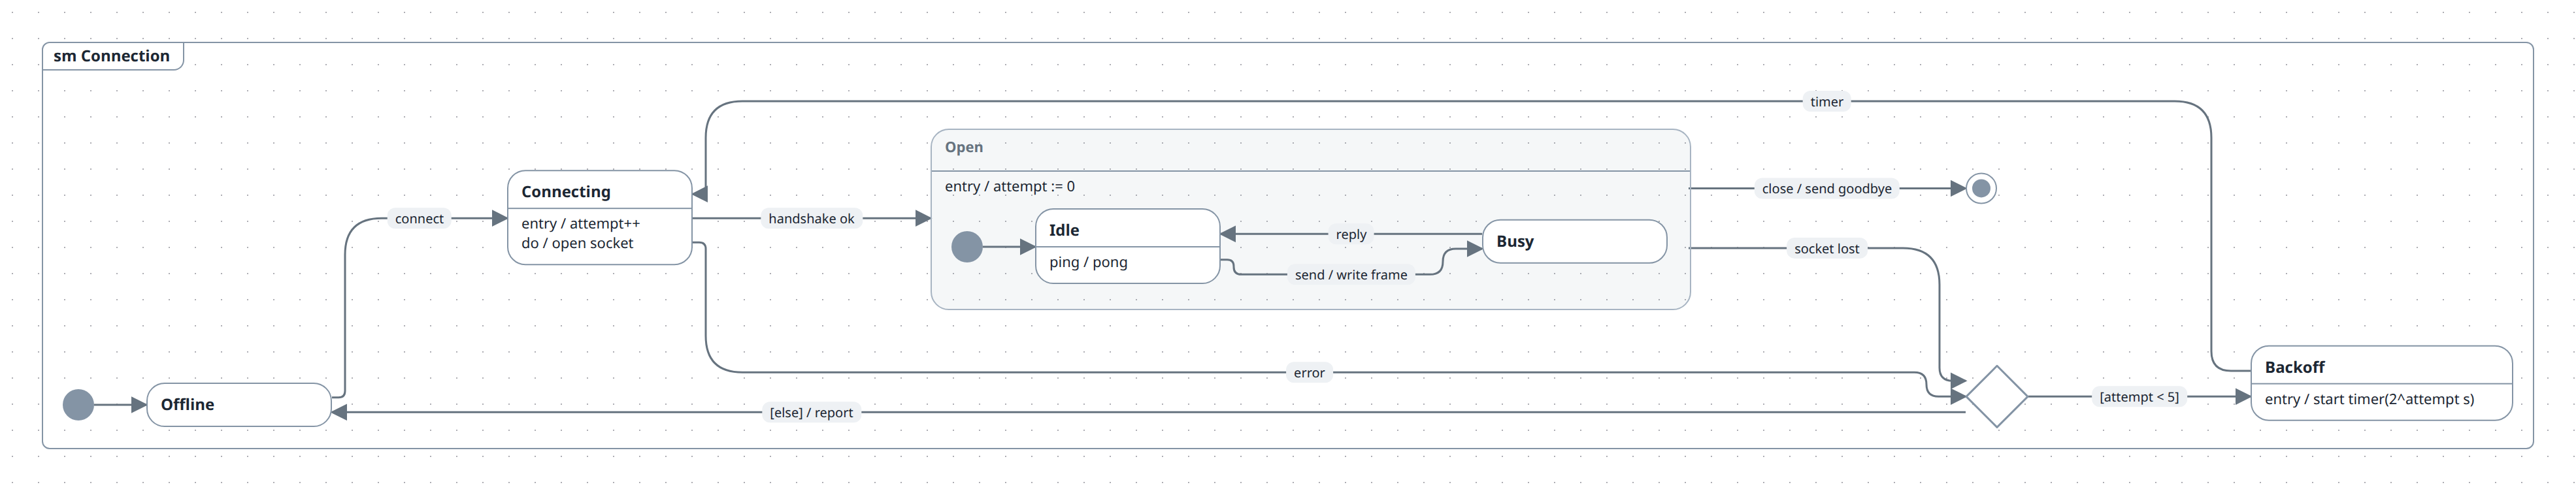 sm Connection
timer
Open
entry / attempt := 0
Connecting
entry / attempt++
do / open socket
connect
handshake ok
Idle
ping / pong
reply
send / write frame
Busy
close / send goodbye
socket lost
error
Offline
[else] / report
[attempt < 5]
Backoff
entry / start timer(2^attempt s)